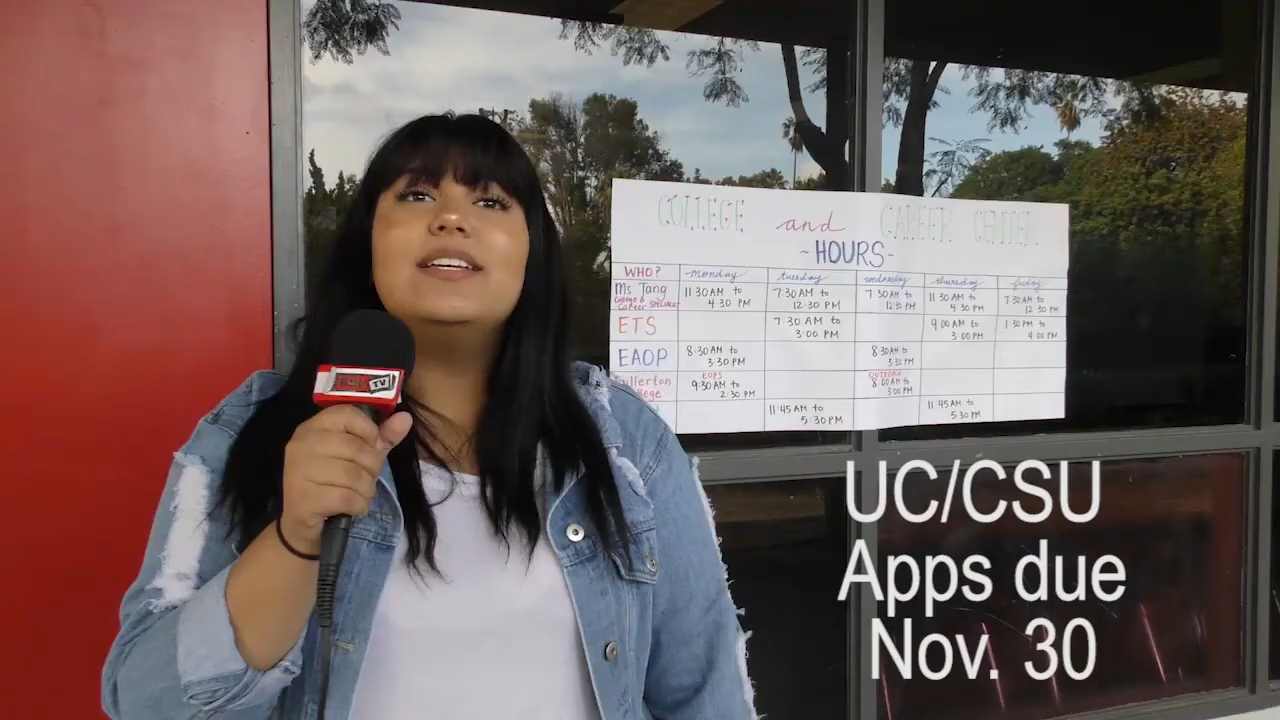 COLLEGE and CAREER CENTER
-HOURS-
WHO? monday tuesday wednesday thursday friday
Ms Tang 11:30 AM to 7:30 AM to 7:30 AM to 11:30 AM to 7:30 AM to
College & 4:30 PM 12:30 PM 12:30 PM 4:30 PM 12:30 PM
Career SPECIALIST
ETS 7:30 AM to 9:00 AM to 1:30 PM to
3:00 PM 3:00 PM 4:00 PM
EAOP 8:30 AM to 8:30 AM to
3:30 PM 3:30 PM
Fullerton EOPS OUTREACH
9:30 AM to 8:00 AM to
2:30 PM 3:00 PM
11:45 AM to 11:45 AM to
5:30 PM 5:30 PM
TV
UC/CSU
Apps due
Nov. 30